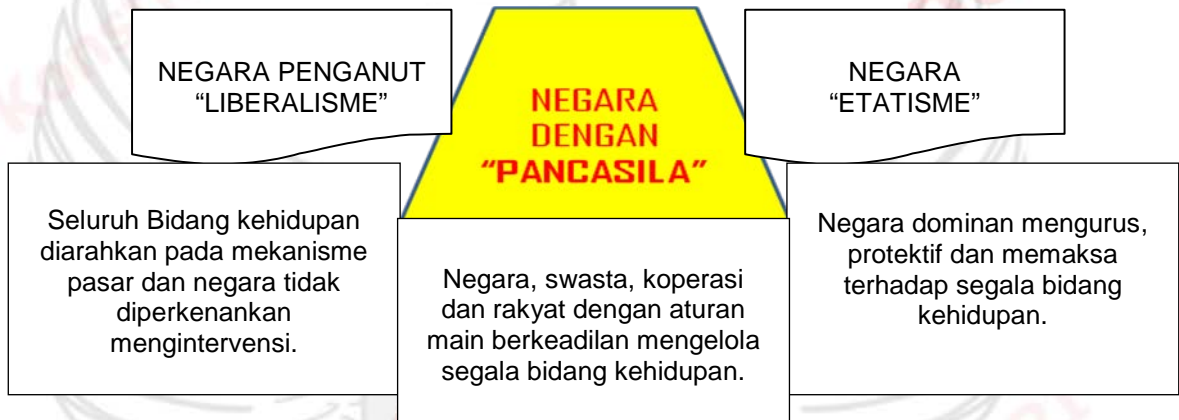 NEGARA PENGANUT
“LIBERALISME”
Seluruh Bidang kehidupan
diarahkan pada mekanisme
pasar dan negara tidak
diperkenankan
mengintervensi.
NEGARA
DENGAN
“PANCASILA”
Negara, swasta, koperasi
dan rakyat dengan aturan
main berkeadilan mengelola
segala bidang kehidupan.
NEGARA
“ETATISME”
Negara dominan mengurus,
protektif dan memaksa
terhadap segala bidang
kehidupan.